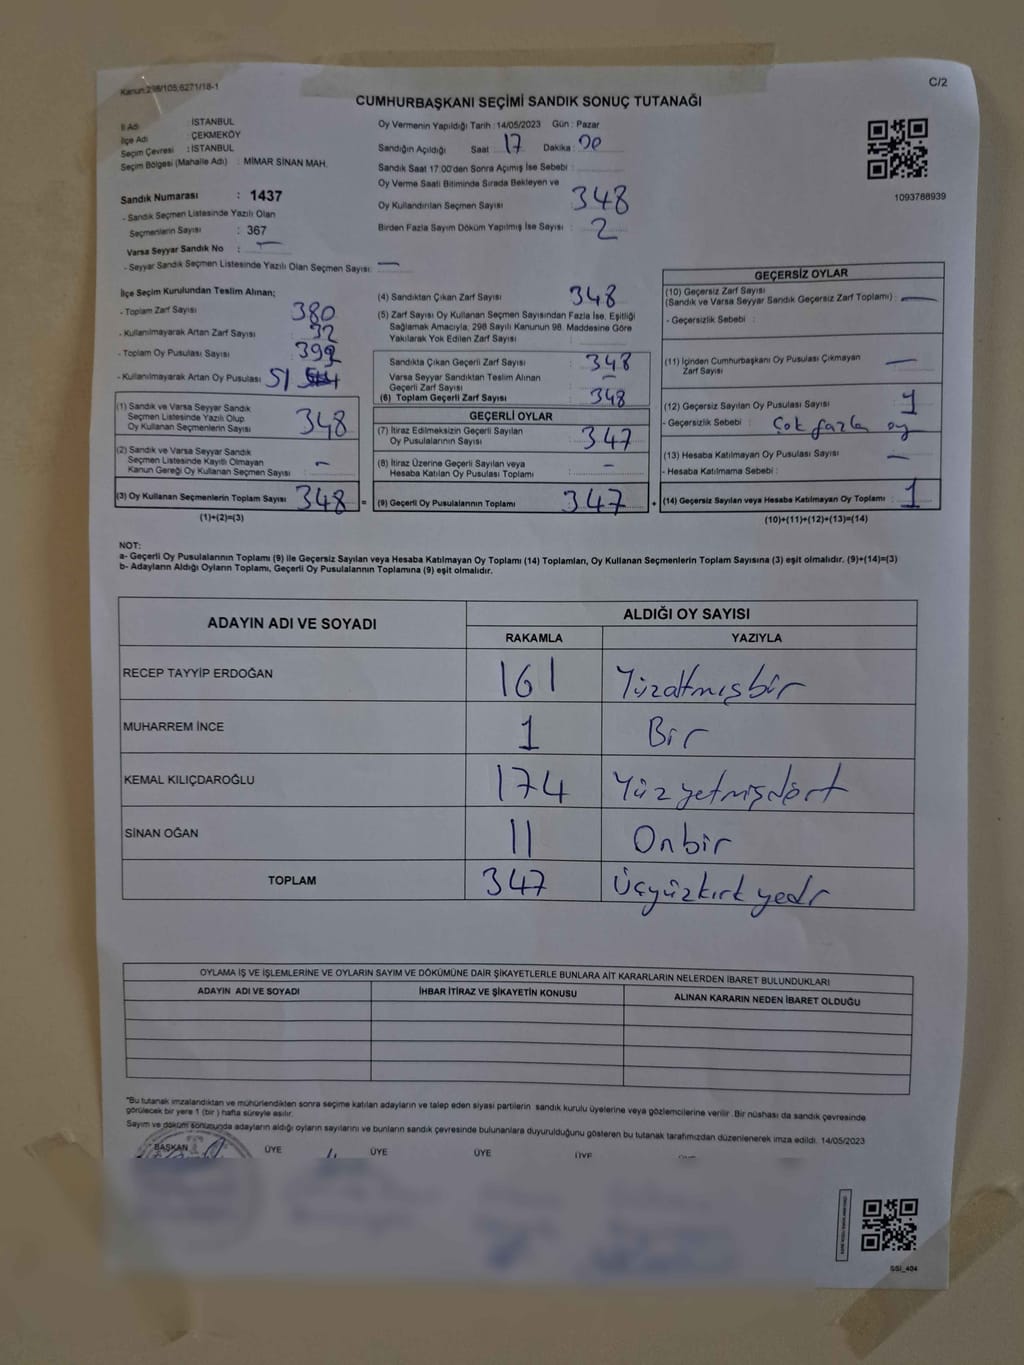 Kanun:298/105;6271/18-1
C/2
CUMHURBAŞKANI SEÇİMİ SANDIK SONUÇ TUTANAĞI
İl Adı : İSTANBUL
İlçe Adı : ÇEKMEKÖY
Seçim Çevresi : İSTANBUL
Seçim Bölgesi (Mahalle Adı) : MİMAR SİNAN MAH.
Oy Vermenin Yapıldığı Tarih : 14/05/2023 Gün : Pazar
Sandığın Açıldığı Saat : 17 Dakika : 00
Sandık Saat 17.00'den Sonra Açımış İse Sebebi :
Oy Verme Saati Bitiminde Sırada Bekleyen ve
Oy Kullandırılan Seçmen Sayısı : 348
Birden Fazla Sayım Döküm Yapılmış İse Sayısı : 2
1093788939
Sandık Numarası : 1437
- Sandık Seçmen Listesinde Yazılı Olan
Seçmenlerin Sayısı : 367
Varsa Seyyar Sandık No : —
- Seyyar Sandık Seçmen Listesinde Yazılı Olan Seçmen Sayısı: —
İlçe Seçim Kurulundan Teslim Alınan;
- Toplam Zarf Sayısı : 380
- Kullanılmayarak Artan Zarf Sayısı : 32
- Toplam Oy Pusulası Sayısı : 399
- Kullanılmayarak Artan Oy Pusulası : 51
(1) Sandık ve Varsa Seyyar Sandık
Seçmen Listesinde Yazılı Olup
Oy Kullanan Seçmenlerin Sayısı : 348
(2) Sandık ve Varsa Seyyar Sandık
Seçmen Listesinde Kayıtlı Olmayan
Kanun Gereği Oy Kullanan Seçmen Sayısı : —
(3) Oy Kullanan Seçmenlerin Toplam Sayısı : 348 =
(1)+(2)=(3)
(4) Sandıktan Çıkan Zarf Sayısı : 348
(5) Zarf Sayısı Oy Kullanan Seçmen Sayısından Fazla İse, Eşitliği
Sağlamak Amacıyla, 298 Sayılı Kanunun 98. Maddesine Göre
Yakılarak Yok Edilen Zarf Sayısı :
Sandıkta Çıkan Geçerli Zarf Sayısı : 348
Varsa Seyyar Sandıktan Teslim Alınan
Geçerli Zarf Sayısı : —
(6) Toplam Geçerli Zarf Sayısı : 348
GEÇERLİ OYLAR
(7) İtiraz Edilmeksizin Geçerli Sayılan
Oy Pusulalarının Sayısı : 347
(8) İtiraz Üzerine Geçerli Sayılan veya
Hesaba Katılan Oy Pusulası Toplamı : —
(9) Geçerli Oy Pusulalarının Toplamı : 347 +
GEÇERSİZ OYLAR
(10) Geçersiz Zarf Sayısı
(Sandık ve Varsa Seyyar Sandık Geçersiz Zarf Toplamı) : —
- Geçersizlik Sebebi :
(11) İçinden Cumhurbaşkanı Oy Pusulası Çıkmayan
Zarf Sayısı : —
(12) Geçersiz Sayılan Oy Pusulası Sayısı : 1
- Geçersizlik Sebebi : Çok fazla oy
(13) Hesaba Katılmayan Oy Pusulası Sayısı : —
- Hesaba Katılmama Sebebi :
(14) Geçersiz Sayılan veya Hesaba Katılmayan Oy Toplamı : 1
(10)+(11)+(12)+(13)=(14)
NOT:
a- Geçerli Oy Pusulalarının Toplamı (9) ile Geçersiz Sayılan veya Hesaba Katılmayan Oy Toplamı (14) Toplamları, Oy Kullanan Seçmenlerin Toplam Sayısına (3) eşit olmalıdır. (9)+(14)=(3)
b- Adayların Aldığı Oyların Toplamı, Geçerli Oy Pusulalarının Toplamına (9) eşit olmalıdır.
ADAYIN ADI VE SOYADI
ALDIĞI OY SAYISI
RAKAMLA YAZIYLA
RECEP TAYYİP ERDOĞAN 161 Yüzaltmışbir
MUHARREM İNCE 1 Bir
KEMAL KILIÇDAROĞLU 174 Yüzyetmişdört
SİNAN OĞAN 11 Onbir
TOPLAM 347 Üçyüzkırk yedi
OYLAMA İŞ VE İŞLEMLERİNE VE OYLARIN SAYIM VE DÖKÜMÜNE DAİR ŞİKAYETLERLE BUNLARA AİT KARARLARIN NELERDEN İBARET BULUNDUKLARI
ADAYIN ADI VE SOYADI İHBAR İTİRAZ VE ŞİKAYETİN KONUSU ALINAN KARARIN NEDEN İBARET OLDUĞU
"Bu tutanak imzalandıktan ve mühürlendikten sonra seçime katılan adayların ve talep eden siyasi partilerin sandık kurulu üyelerine veya gözlemcilerine verilir. Bir nüshası da sandık çevresinde
görülecek bir yere 1 (bir ) hafta süreyle asılır.
Sayım ve döküm sonucunda adayların aldığı oyların sayılarını ve bunların sandık çevresinde bulunanlara duyurulduğunu gösteren bu tutanak tarafımızdan düzenlenerek imza edildi. 14/05/2023
BAŞKAN ÜYE ÜYE ÜYE ÜYE
SSI_404